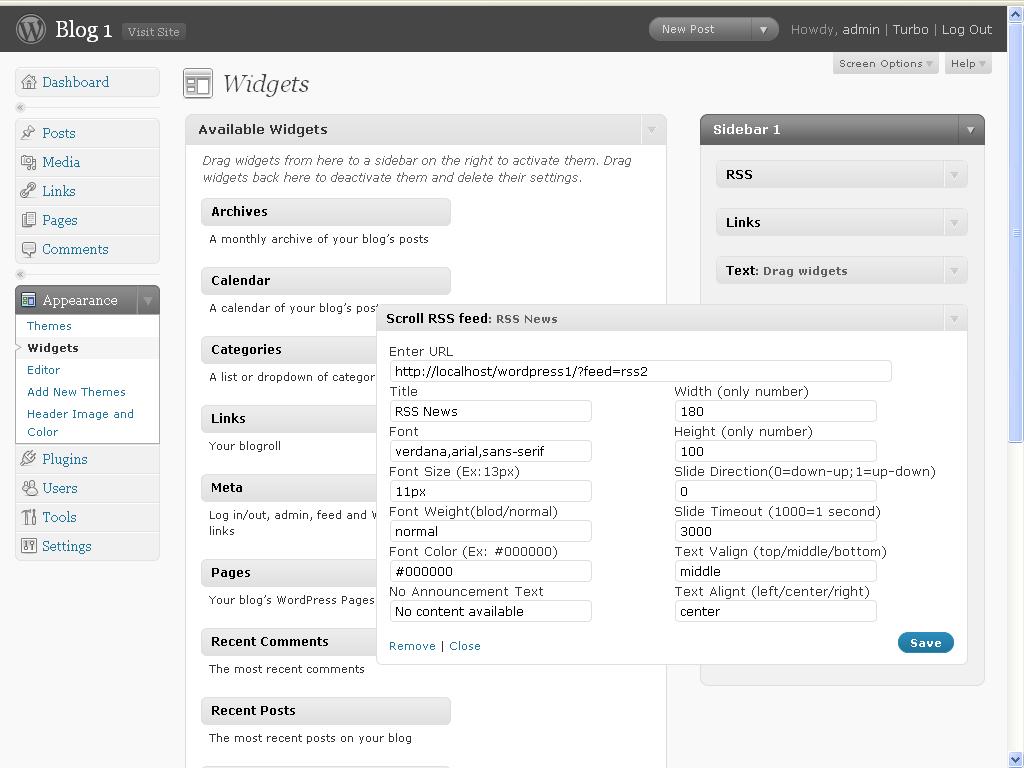 Blog 1 Visit Site New Post Howdy, admin | Turbo | Log Out
Screen Options Help
Dashboard
Posts
Media
Links
Pages
Comments
Appearance
Themes
Widgets
Editor
Add New Themes
Header Image and
Color
Plugins
Users
Tools
Settings
Widgets
Available Widgets
Drag widgets from here to a sidebar on the right to activate them. Drag
widgets back here to deactivate them and delete their settings.
Archives
A monthly archive of your blog's posts
Calendar
A calendar of your blog's pos
Categories
A list or dropdown of categor
Links
Your blogroll
Meta
Log in/out, admin, feed and W
links
Pages
Your blog's WordPress Pages
Recent Comments
The most recent comments
Recent Posts
The most recent posts on your blog
Sidebar 1
RSS
Links
Text: Drag widgets
Scroll RSS feed: RSS News
Enter URL
http://localhost/wordpress1/?feed=rss2
Title
RSS News
Width (only number)
180
Font
verdana,arial,sans-serif
Height (only number)
100
Font Size (Ex:13px)
11px
Slide Direction(0=down-up;1=up-down)
0
Font Weight(blod/normal)
normal
Slide Timeout (1000=1 second)
3000
Font Color (Ex: #000000)
#000000
Text Valign (top/middle/bottom)
middle
No Announcement Text
No content available
Text Alignt (left/center/right)
center
Remove | Close
Save